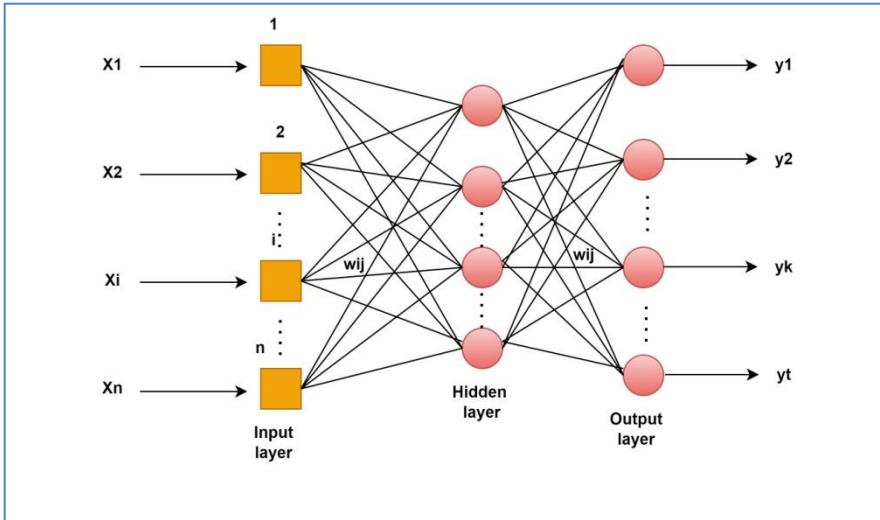 1
X1
y1
2
X2
y2
i
wij
wij
Xi
yk
n
Xn
yt
Hidden
layer
Input
layer
Output
layer